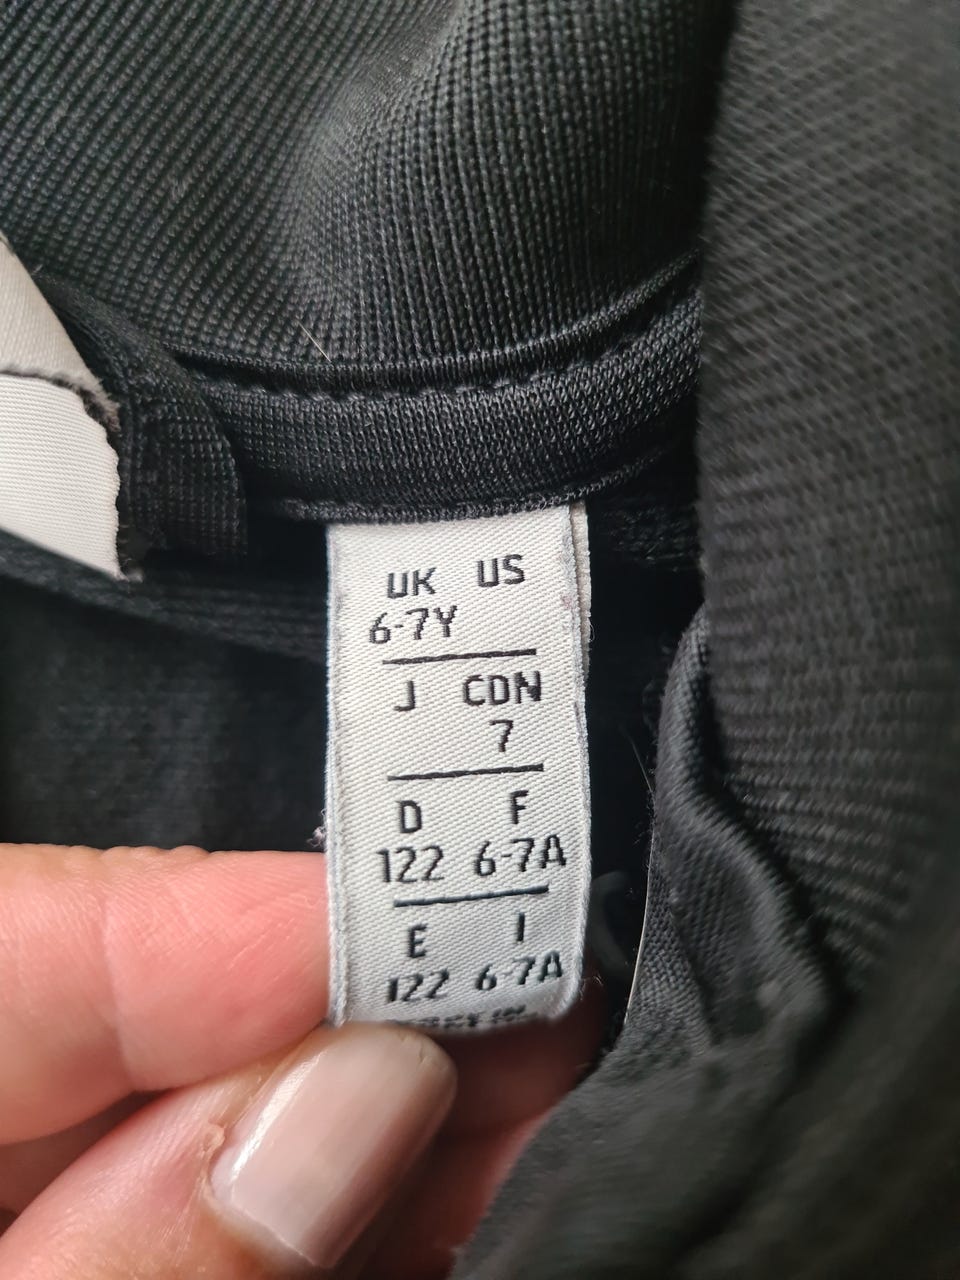 UK US
6-7Y
J CDN
7
D F
122 6-7A
E I
122 6-7A